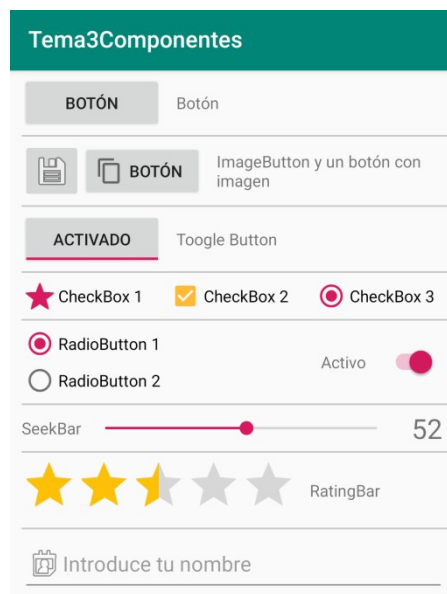 Tema3Componentes
BOTÓN
Botón
BOTÓN
ImageButton y un botón con
imagen
ACTIVADO
Toogle Button
CheckBox 1
CheckBox 2
CheckBox 3
RadioButton 1
RadioButton 2
Activo
SeekBar
52
RatingBar
Introduce tu nombre